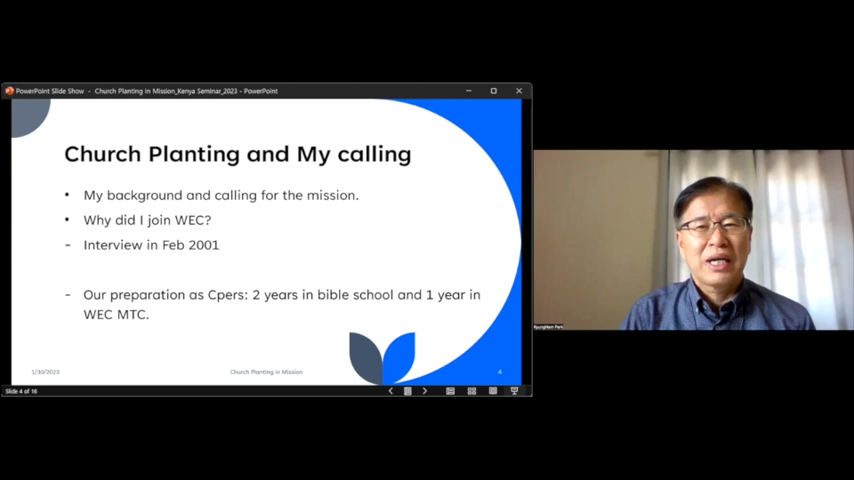 PowerPoint Slide Show - Church Planting in Mission_Kenya Seminar_2023 - PowerPoint
Church Planting and My calling
• My background and calling for the mission.
• Why did I join WEC?
- Interview in Feb 2001
- Our preparation as Cpers: 2 years in bible school and 1 year in
WEC MTC.
1/30/2023
Church Planting in Mission
4
Slide 4 of 16
KyungNam Park